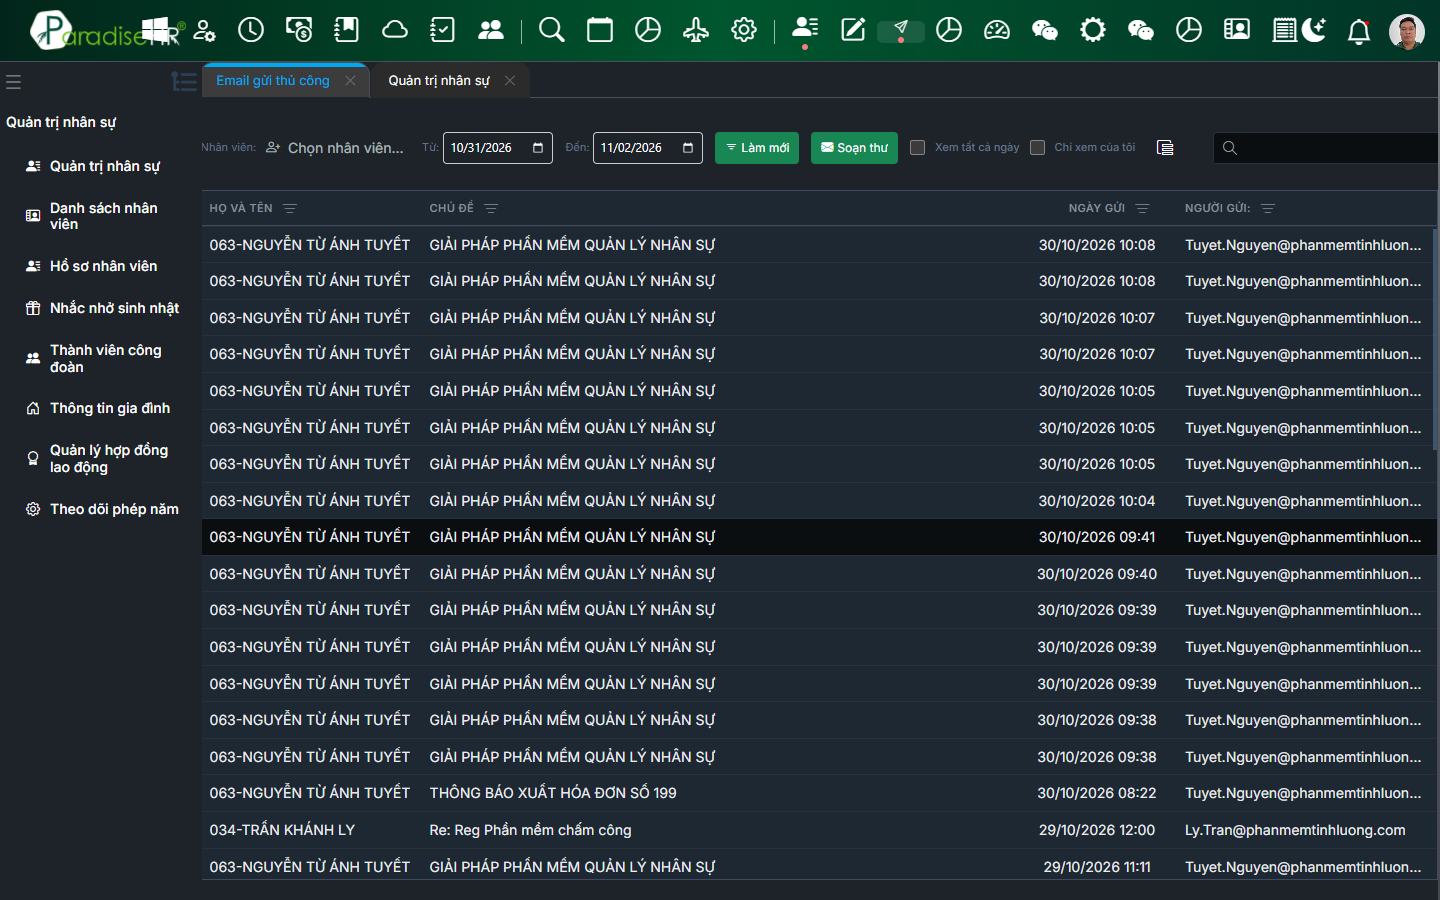 ParadiseHR®
Email gửi thủ công
Quản trị nhân sự
Quản trị nhân sự
Quản trị nhân sự
Danh sách nhân
viên
Hồ sơ nhân viên
Nhắc nhở sinh nhật
Thành viên công
đoàn
Thông tin gia đình
Quản lý hợp đồng
lao động
Theo dõi phép năm
Nhân viên: Chọn nhân viên... Từ: 10/31/2026 Đến: 11/02/2026 Làm mới Soạn thư Xem tất cả ngày Chỉ xem của tôi
HỌ VÀ TÊN CHỦ ĐỀ NGÀY GỬI NGƯỜI GỬI:
063-NGUYỄN TỪ ÁNH TUYẾT GIẢI PHÁP PHẦN MỀM QUẢN LÝ NHÂN SỰ 30/10/2026 10:08 Tuyet.Nguyen@phanmemtinhluon...
063-NGUYỄN TỪ ÁNH TUYẾT GIẢI PHÁP PHẦN MỀM QUẢN LÝ NHÂN SỰ 30/10/2026 10:08 Tuyet.Nguyen@phanmemtinhluon...
063-NGUYỄN TỪ ÁNH TUYẾT GIẢI PHÁP PHẦN MỀM QUẢN LÝ NHÂN SỰ 30/10/2026 10:07 Tuyet.Nguyen@phanmemtinhluon...
063-NGUYỄN TỪ ÁNH TUYẾT GIẢI PHÁP PHẦN MỀM QUẢN LÝ NHÂN SỰ 30/10/2026 10:07 Tuyet.Nguyen@phanmemtinhluon...
063-NGUYỄN TỪ ÁNH TUYẾT GIẢI PHÁP PHẦN MỀM QUẢN LÝ NHÂN SỰ 30/10/2026 10:05 Tuyet.Nguyen@phanmemtinhluon...
063-NGUYỄN TỪ ÁNH TUYẾT GIẢI PHÁP PHẦN MỀM QUẢN LÝ NHÂN SỰ 30/10/2026 10:05 Tuyet.Nguyen@phanmemtinhluon...
063-NGUYỄN TỪ ÁNH TUYẾT GIẢI PHÁP PHẦN MỀM QUẢN LÝ NHÂN SỰ 30/10/2026 10:05 Tuyet.Nguyen@phanmemtinhluon...
063-NGUYỄN TỪ ÁNH TUYẾT GIẢI PHÁP PHẦN MỀM QUẢN LÝ NHÂN SỰ 30/10/2026 10:04 Tuyet.Nguyen@phanmemtinhluon...
063-NGUYỄN TỪ ÁNH TUYẾT GIẢI PHÁP PHẦN MỀM QUẢN LÝ NHÂN SỰ 30/10/2026 09:41 Tuyet.Nguyen@phanmemtinhluon...
063-NGUYỄN TỪ ÁNH TUYẾT GIẢI PHÁP PHẦN MỀM QUẢN LÝ NHÂN SỰ 30/10/2026 09:40 Tuyet.Nguyen@phanmemtinhluon...
063-NGUYỄN TỪ ÁNH TUYẾT GIẢI PHÁP PHẦN MỀM QUẢN LÝ NHÂN SỰ 30/10/2026 09:39 Tuyet.Nguyen@phanmemtinhluon...
063-NGUYỄN TỪ ÁNH TUYẾT GIẢI PHÁP PHẦN MỀM QUẢN LÝ NHÂN SỰ 30/10/2026 09:39 Tuyet.Nguyen@phanmemtinhluon...
063-NGUYỄN TỪ ÁNH TUYẾT GIẢI PHÁP PHẦN MỀM QUẢN LÝ NHÂN SỰ 30/10/2026 09:39 Tuyet.Nguyen@phanmemtinhluon...
063-NGUYỄN TỪ ÁNH TUYẾT GIẢI PHÁP PHẦN MỀM QUẢN LÝ NHÂN SỰ 30/10/2026 09:38 Tuyet.Nguyen@phanmemtinhluon...
063-NGUYỄN TỪ ÁNH TUYẾT GIẢI PHÁP PHẦN MỀM QUẢN LÝ NHÂN SỰ 30/10/2026 09:38 Tuyet.Nguyen@phanmemtinhluon...
063-NGUYỄN TỪ ÁNH TUYẾT THÔNG BÁO XUẤT HÓA ĐƠN SỐ 199 30/10/2026 08:22 Tuyet.Nguyen@phanmemtinhluon...
034-TRẦN KHÁNH LY Re: Reg Phần mềm chấm công 29/10/2026 12:00 Ly.Tran@phanmemtinhluong.com
063-NGUYỄN TỪ ÁNH TUYẾT GIẢI PHÁP PHẦN MỀM QUẢN LÝ NHÂN SỰ 29/10/2026 11:11 Tuyet.Nguyen@phanmemtinhluon...